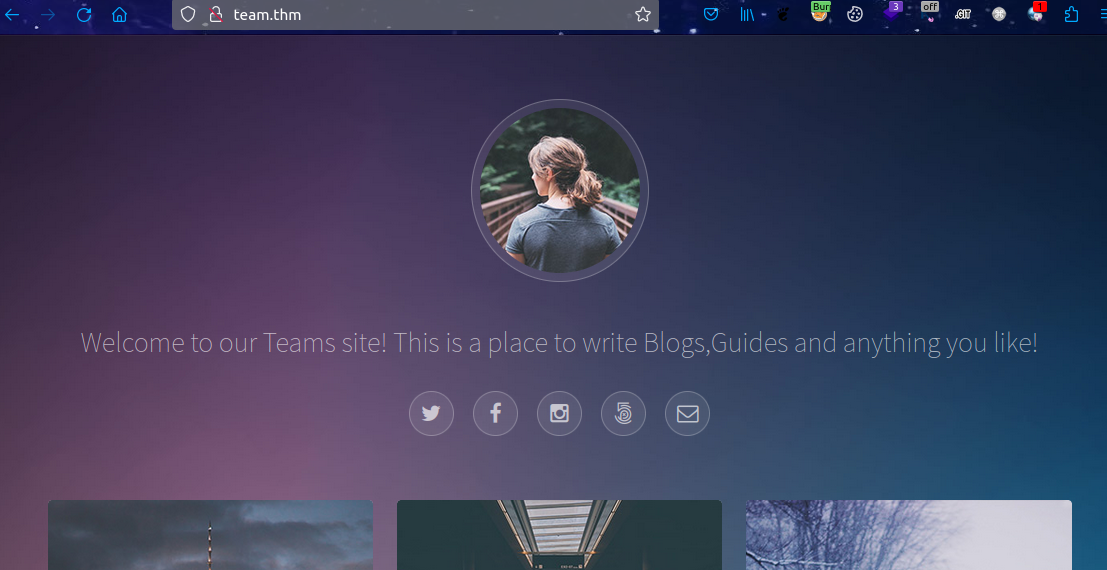 team.thm
Bur
3
off
.GIT
1
Welcome to our Teams site! This is a place to write Blogs,Guides and anything you like!